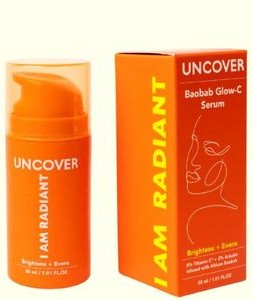 UNCOVER
I AM RADIANT
Brightens + Evens
30 ml / 1.01 FL.OZ
UNCOVER
Baobab Glow-C
Serum
I AM RADIANT
Brightens + Evens
Vitamin C* + 2% Arbutin
infused with African Baobab
30 ml / 1.01 FL.OZ